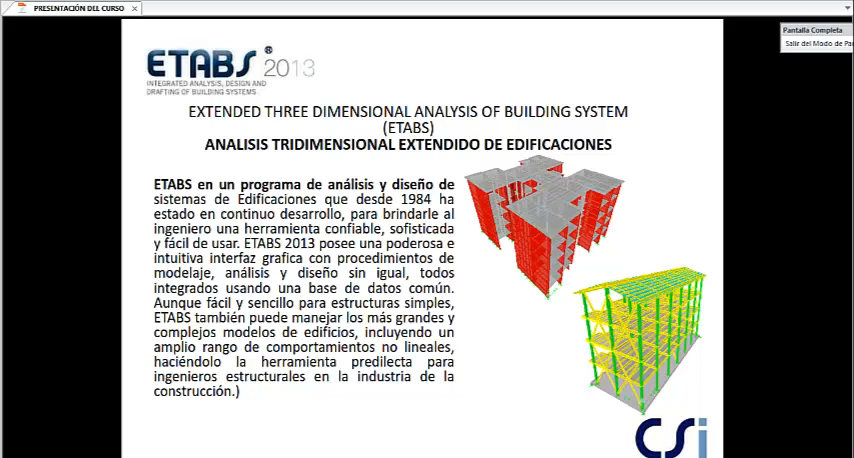 PRESENTACIÓN DEL CURSO
Pantalla Completa
Salir del Modo de Pa
ETABS® 2013
INTEGRATED ANALYSIS, DESIGN AND
DRAFTING OF BUILDING SYSTEMS
EXTENDED THREE DIMENSIONAL ANALYSIS OF BUILDING SYSTEM
(ETABS)
ANALISIS TRIDIMENSIONAL EXTENDIDO DE EDIFICACIONES
ETABS en un programa de análisis y diseño de
sistemas de Edificaciones que desde 1984 ha
estado en continuo desarrollo, para brindarle al
ingeniero una herramienta confiable, sofisticada
y fácil de usar. ETABS 2013 posee una poderosa e
intuitiva interfaz grafica con procedimientos de
modelaje, análisis y diseño sin igual, todos
integrados usando una base de datos común.
Aunque fácil y sencillo para estructuras simples,
ETABS también puede manejar los más grandes y
complejos modelos de edificios, incluyendo un
amplio rango de comportamientos no lineales,
haciéndolo la herramienta predilecta para
ingenieros estructurales en la industria de la
construcción.)
CSi